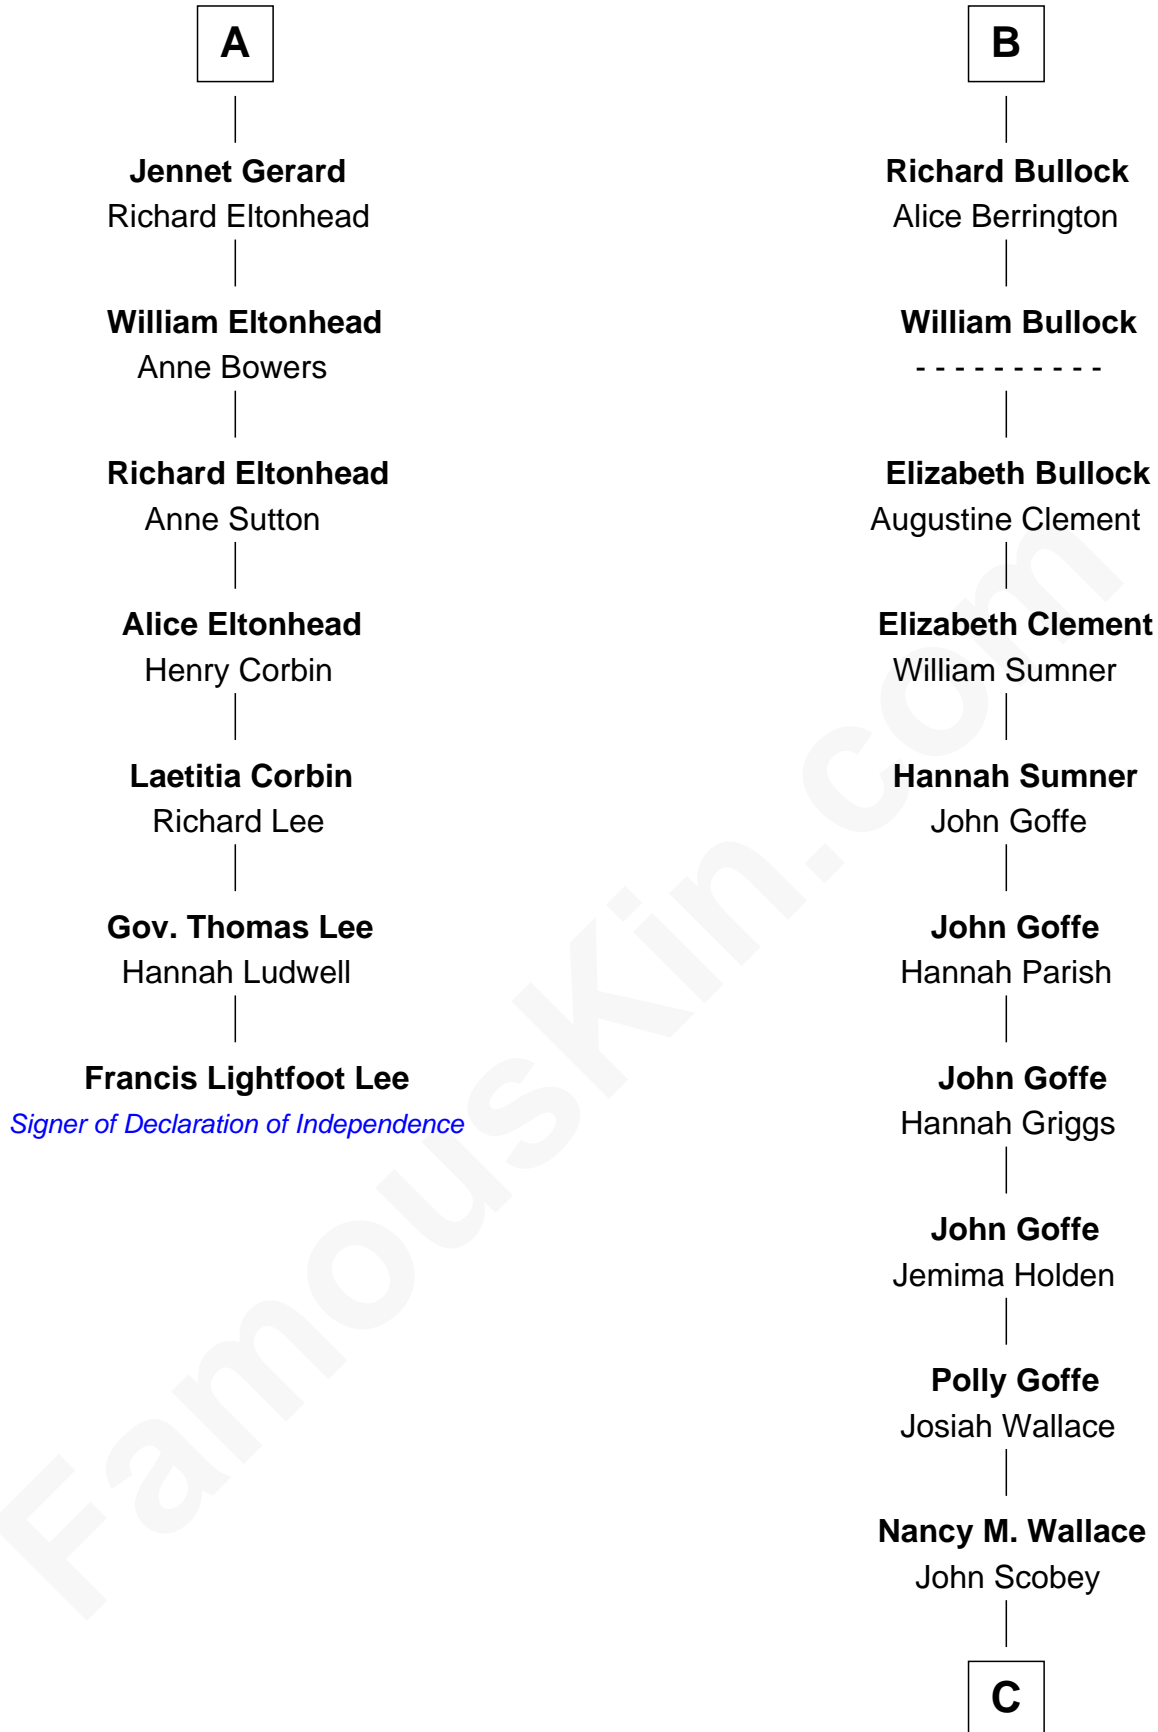 A
Jennet Gerard
Richard Eltonhead
William Eltonhead
Anne Bowers
Richard Eltonhead
Anne Sutton
Alice Eltonhead
Henry Corbin
Laetitia Corbin
Richard Lee
Gov. Thomas Lee
Hannah Ludwell
Francis Lightfoot Lee
Signer of Declaration of Independence
B
Richard Bullock
Alice Berrington
William Bullock
- - - - - - - - - -
Elizabeth Bullock
Augustine Clement
Elizabeth Clement
William Sumner
Hannah Sumner
John Goffe
John Goffe
Hannah Parish
John Goffe
Hannah Griggs
John Goffe
Jemima Holden
Polly Goffe
Josiah Wallace
Nancy M. Wallace
John Scobey
C
FamousKin.com